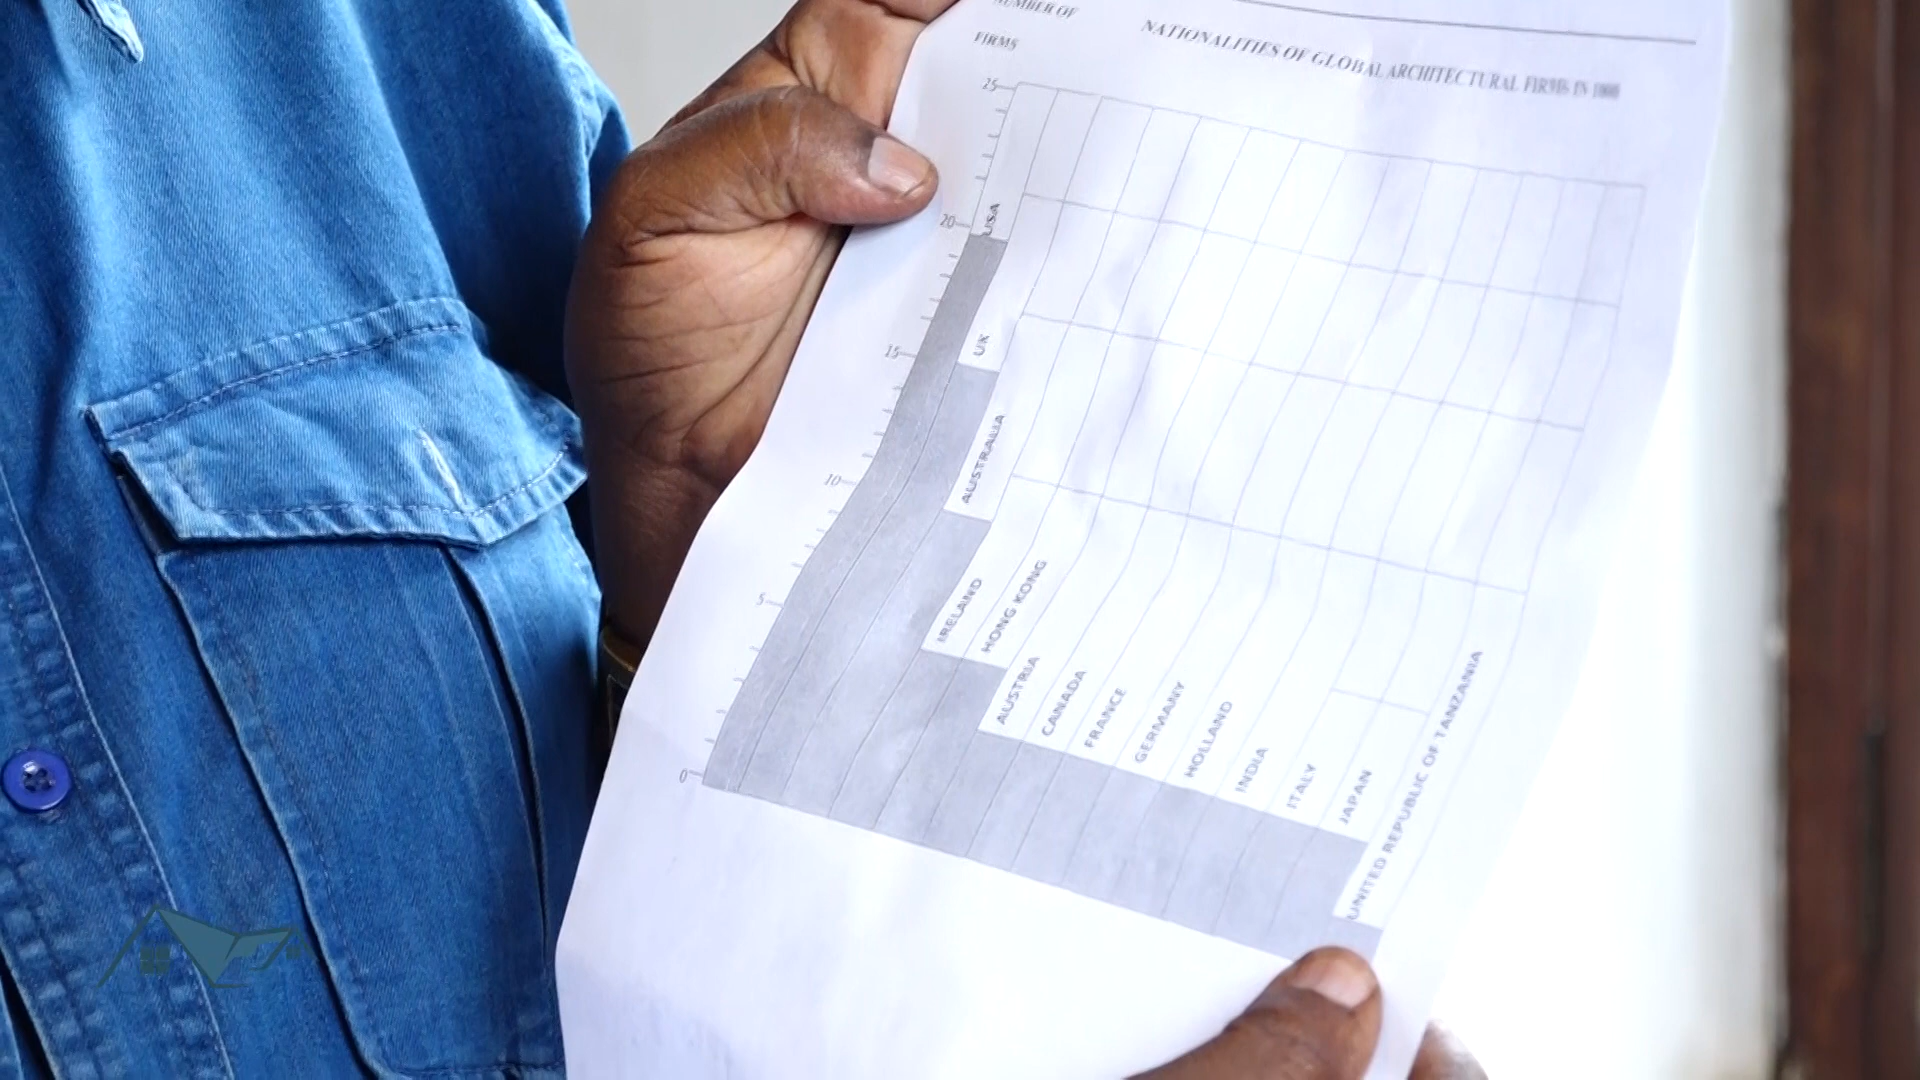 NUMBER OF
FIRMS
NATIONALITIES OF GLOBAL ARCHITECTURAL FIRMS IN
25
20
15
10
5
0
USA
UK
AUSTRALIA
IRELAND
HONG KONG
AUSTRIA
CANADA
FRANCE
GERMANY
HOLLAND
INDIA
ITALY
JAPAN
UNITED REPUBLIC OF TANZANIA